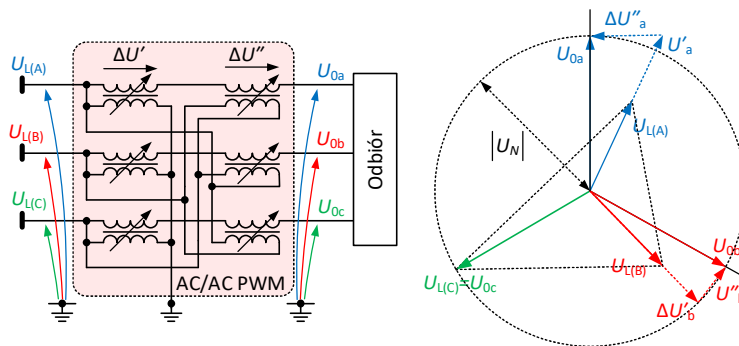 ΔU′
ΔU″
U_L(A)
U_0a
U_L(B)
U_0b
U_L(C)
U_0c
Odbiór
AC/AC PWM
ΔU″_a
U′_a
U_0a
U_L(A)
|U_N|
U_0b
U_L(B)
U_L(C)=U_0c
ΔU′_b